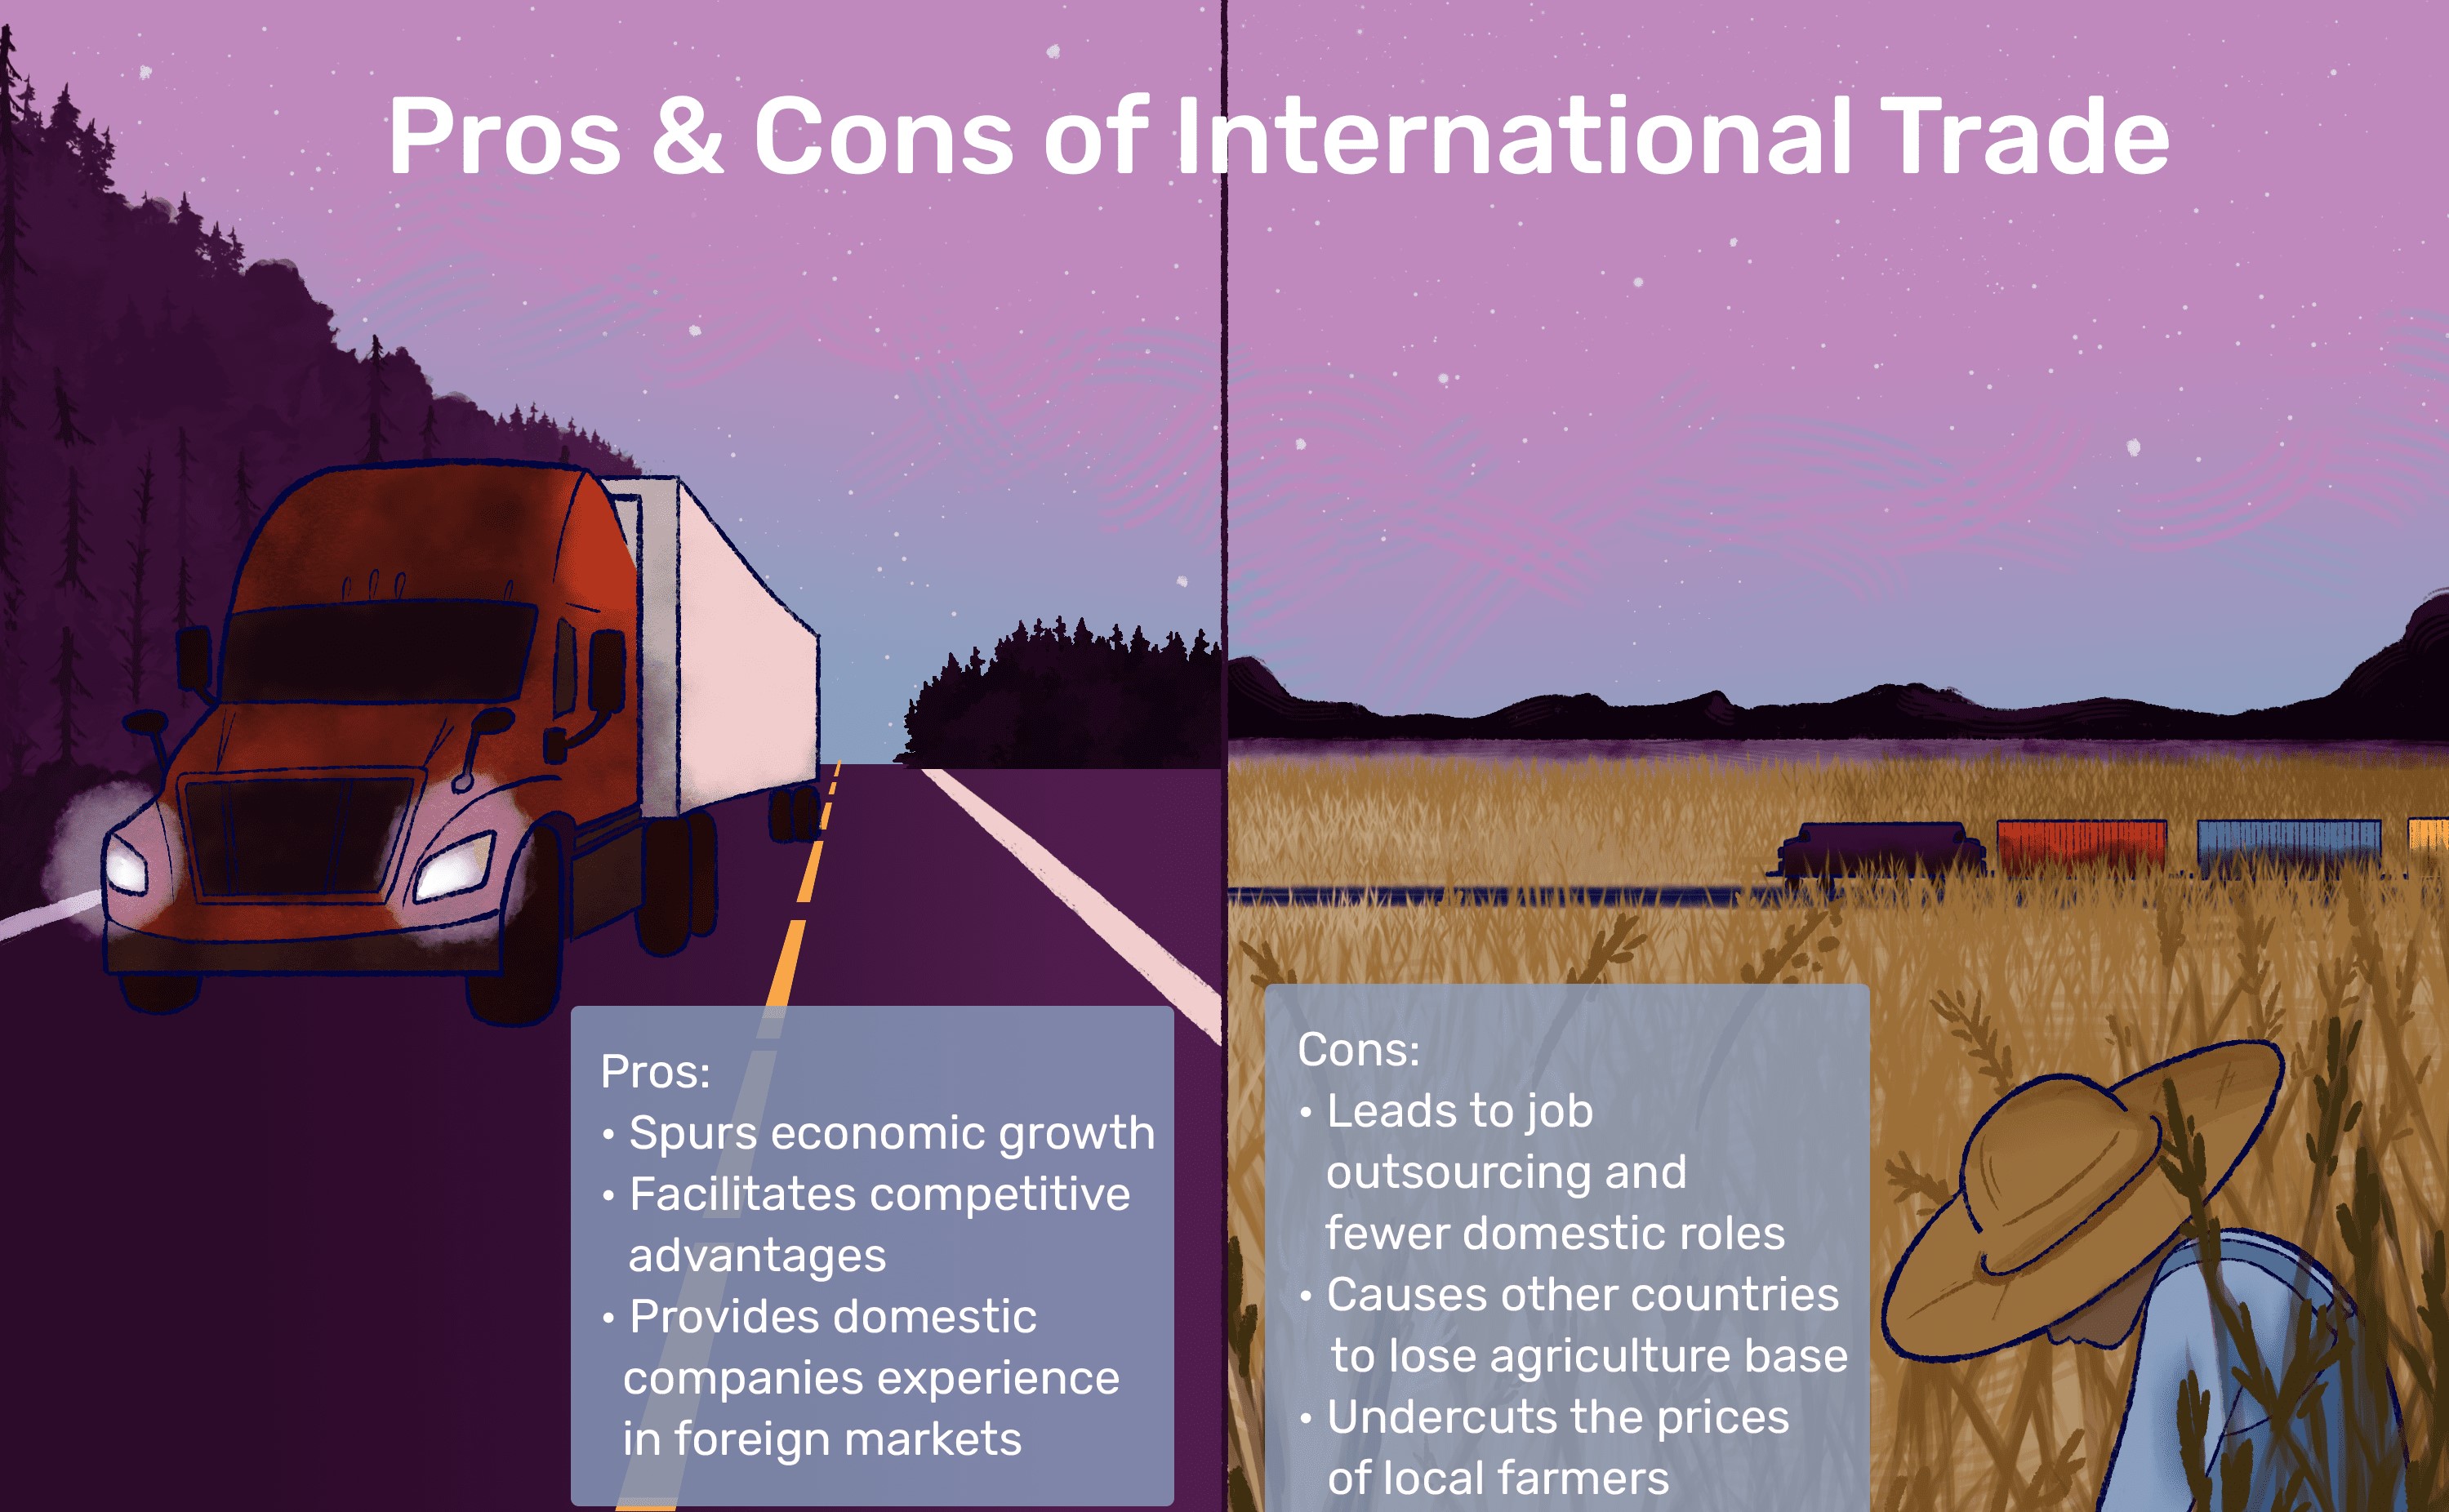 Pros & Cons of International Trade
Pros:
• Spurs economic growth
• Facilitates competitive
advantages
• Provides domestic
companies experience
in foreign markets
Cons:
• Leads to job
outsourcing and
fewer domestic roles
• Causes other countries
to lose agriculture base
• Undercuts the prices
of local farmers